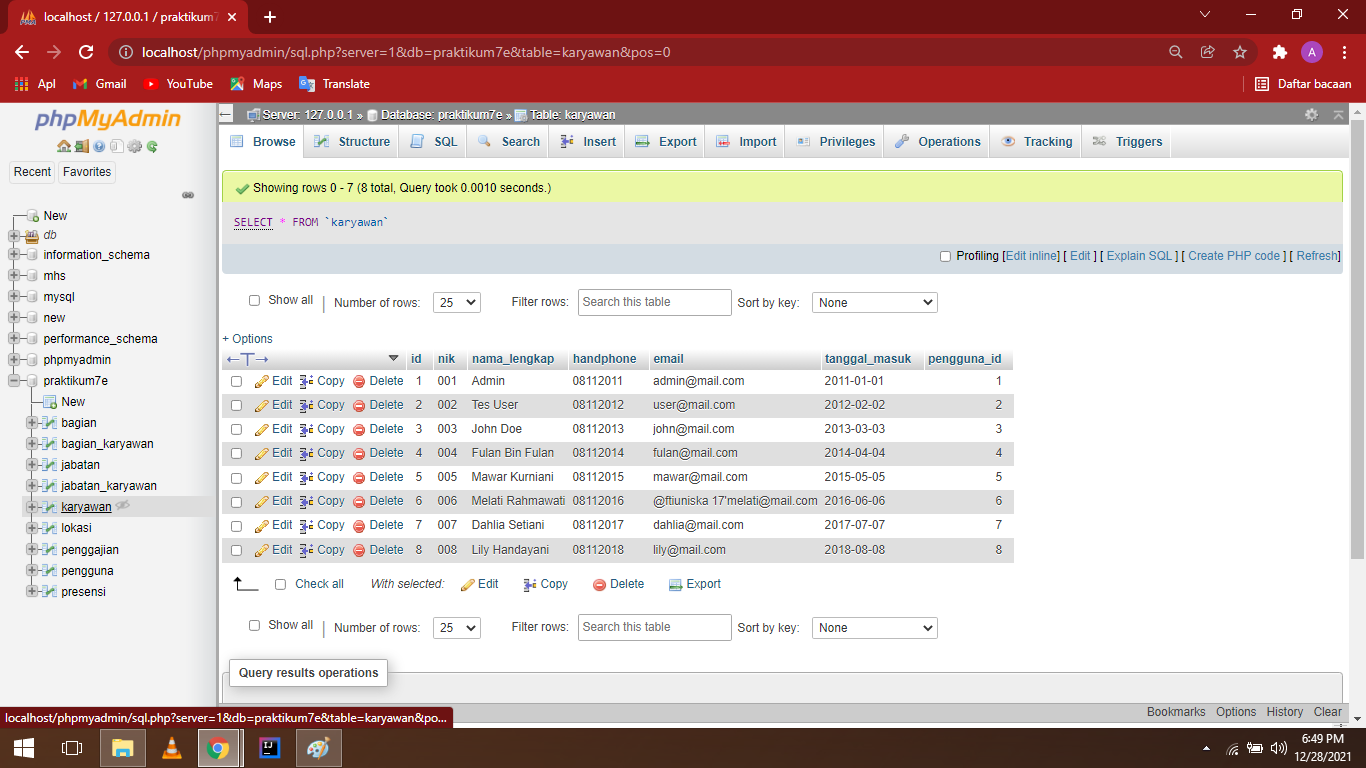 localhost / 127.0.0.1 / praktikum7
localhost/phpmyadmin/sql.php?server=1&db=praktikum7e&table=karyawan&pos=0
A
Apl Gmail YouTube Maps Translate Daftar bacaan
phpMyAdmin
Recent Favorites
New
db
information_schema
mhs
mysql
new
performance_schema
phpmyadmin
praktikum7e
New
bagian
bagian_karyawan
jabatan
jabatan_karyawan
karyawan
lokasi
penggajian
pengguna
presensi
Server: 127.0.0.1 » Database: praktikum7e » Table: karyawan
Browse Structure SQL Search Insert Export Import Privileges Operations Tracking Triggers
Showing rows 0 - 7 (8 total, Query took 0.0010 seconds.)
SELECT * FROM `karyawan`
Profiling [Edit inline] [ Edit ] [ Explain SQL ] [ Create PHP code ] [ Refresh]
Show all | Number of rows: 25 Filter rows: Search this table Sort by key: None
+ Options
←T→ id nik nama_lengkap handphone email tanggal_masuk pengguna_id
Edit Copy Delete 1 001 Admin 08112011 admin@mail.com 2011-01-01 1
Edit Copy Delete 2 002 Tes User 08112012 user@mail.com 2012-02-02 2
Edit Copy Delete 3 003 John Doe 08112013 john@mail.com 2013-03-03 3
Edit Copy Delete 4 004 Fulan Bin Fulan 08112014 fulan@mail.com 2014-04-04 4
Edit Copy Delete 5 005 Mawar Kurniani 08112015 mawar@mail.com 2015-05-05 5
Edit Copy Delete 6 006 Melati Rahmawati 08112016 @ftiuniska 17'melati@mail.com 2016-06-06 6
Edit Copy Delete 7 007 Dahlia Setiani 08112017 dahlia@mail.com 2017-07-07 7
Edit Copy Delete 8 008 Lily Handayani 08112018 lily@mail.com 2018-08-08 8
Check all With selected: Edit Copy Delete Export
Show all | Number of rows: 25 Filter rows: Search this table Sort by key: None
Query results operations
Bookmarks Options History Clear
localhost/phpmyadmin/sql.php?server=1&db=praktikum7e&table=karyawan&po...
IJ
6:49 PM
12/28/2021